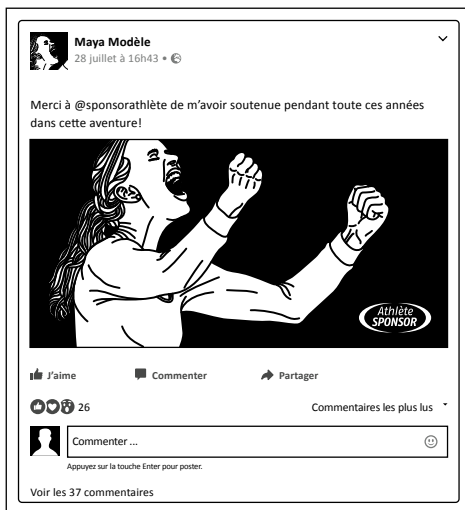 Maya Modèle
28 juillet à 16h43 •
Merci à @sponsorathlète de m’avoir soutenue pendant toute ces années
dans cette aventure!
Athlète
SPONSOR
J’aime Commenter Partager
26 Commentaires les plus lus
Commenter ...
Appuyez sur la touche Enter pour poster.
Voir les 37 commentaires